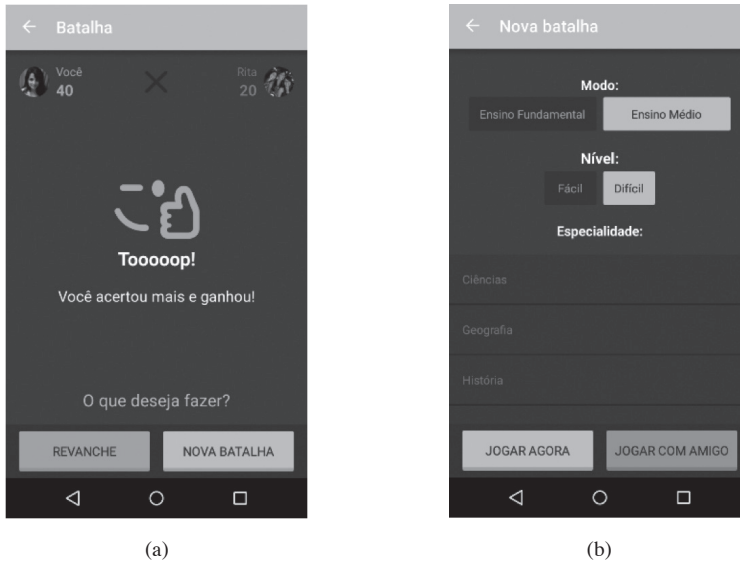 Batalha
Você
40
Rita
20
Tooooop!
Você acertou mais e ganhou!
O que deseja fazer?
REVANCHE
NOVA BATALHA
(a)
Nova batalha
Modo:
Ensino Fundamental
Ensino Médio
Nível:
Fácil
Difícil
Especialidade:
Ciências
Geografia
História
JOGAR AGORA
JOGAR COM AMIGO
(b)